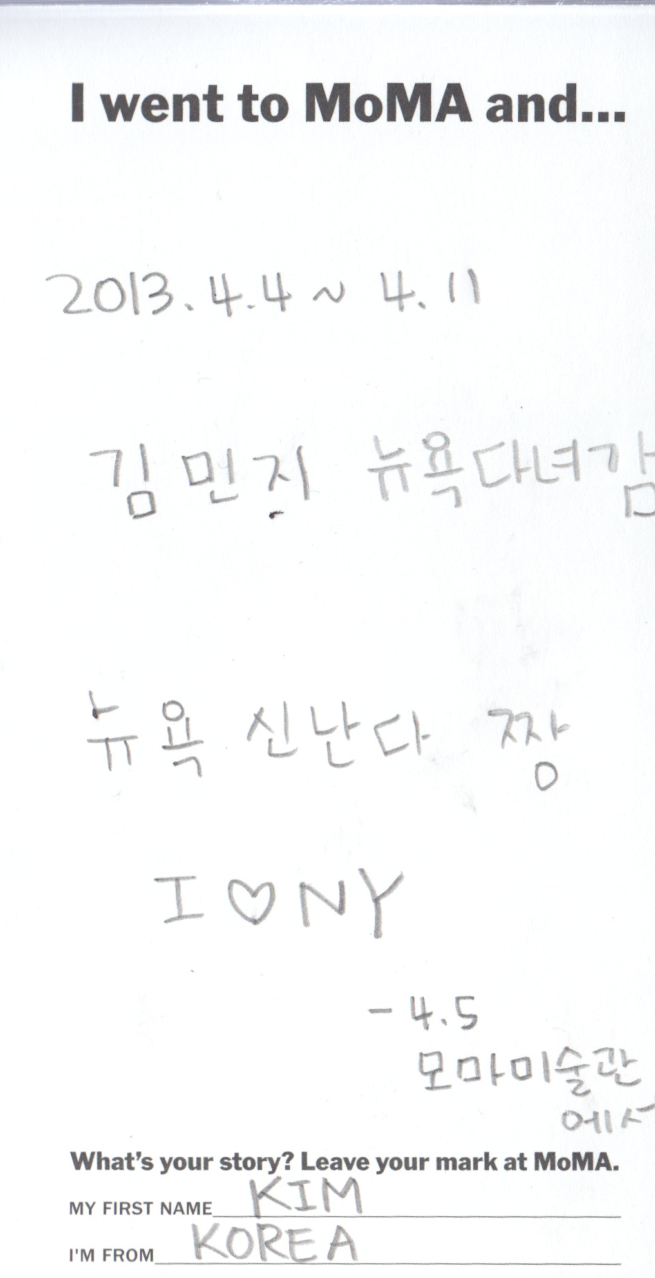 I went to MoMA and...
2013.4.4 ~ 4.11
김민지 뉴욕다녀감
뉴욕 신난다 짱
I ♡ NY
- 4.5
모마미술관
에서
What's your story? Leave your mark at MoMA.
MY FIRST NAME KIM
I'M FROM KOREA